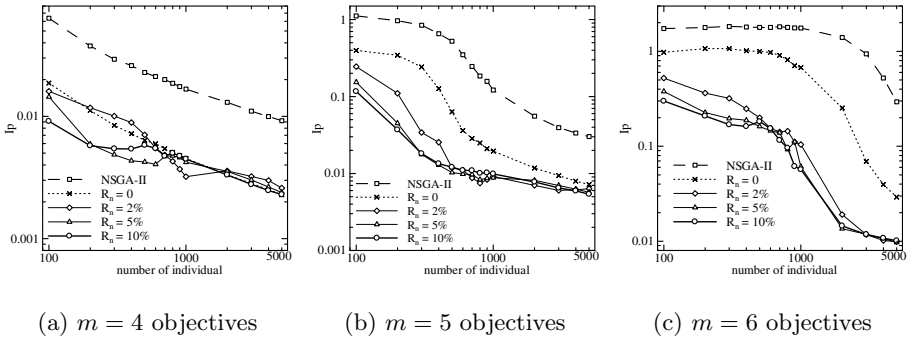 0.01
0.001
Ip
NSGA-II
R_n = 0
R_n = 2%
R_n = 5%
R_n = 10%
100
1000
5000
number of individual
(a) m = 4 objectives
1
0.1
0.01
0.001
Ip
NSGA-II
R_n = 0
R_n = 2%
R_n = 5%
R_n = 10%
100
1000
5000
number of individual
(b) m = 5 objectives
1
0.1
0.01
Ip
NSGA-II
R_n = 0
R_n = 2%
R_n = 5%
R_n = 10%
100
1000
5000
number of individual
(c) m = 6 objectives